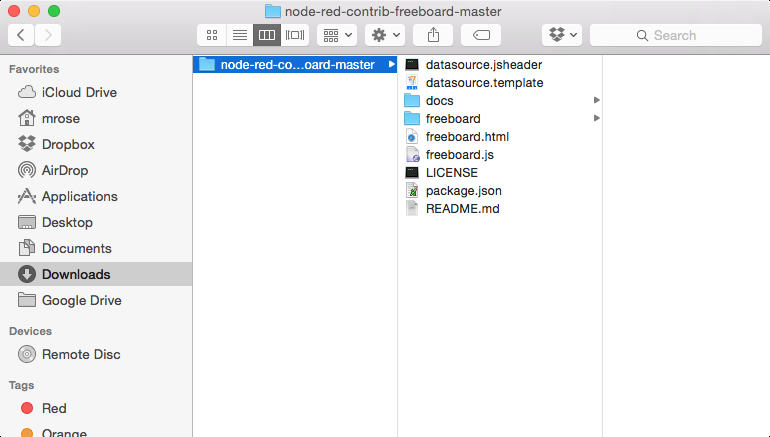 node-red-contrib-freeboard-master
Search
Favorites
iCloud Drive
mrose
Dropbox
AirDrop
Applications
Desktop
Documents
Downloads
Google Drive
Devices
Remote Disc
Tags
Red
Orange
node-red-co...oard-master
datasource.jsheader
datasource.template
docs
freeboard
freeboard.html
freeboard.js
LICENSE
package.json
README.md